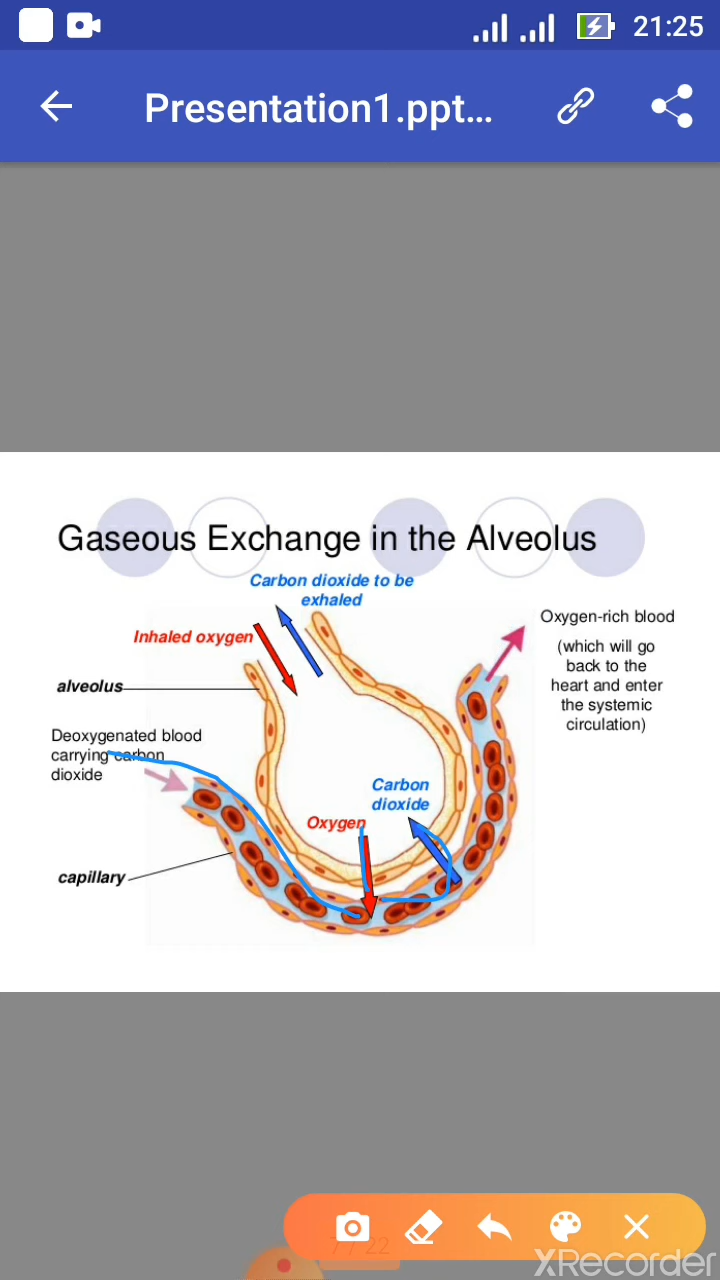 21:25
Presentation1.ppt...
Gaseous Exchange in the Alveolus
Carbon dioxide to be
exhaled
Inhaled oxygen
Oxygen-rich blood
(which will go
back to the
heart and enter
the systemic
circulation)
alveolus
Deoxygenated blood
carrying carbon
dioxide
Carbon
dioxide
Oxygen
capillary
7 / 22
XRecorder